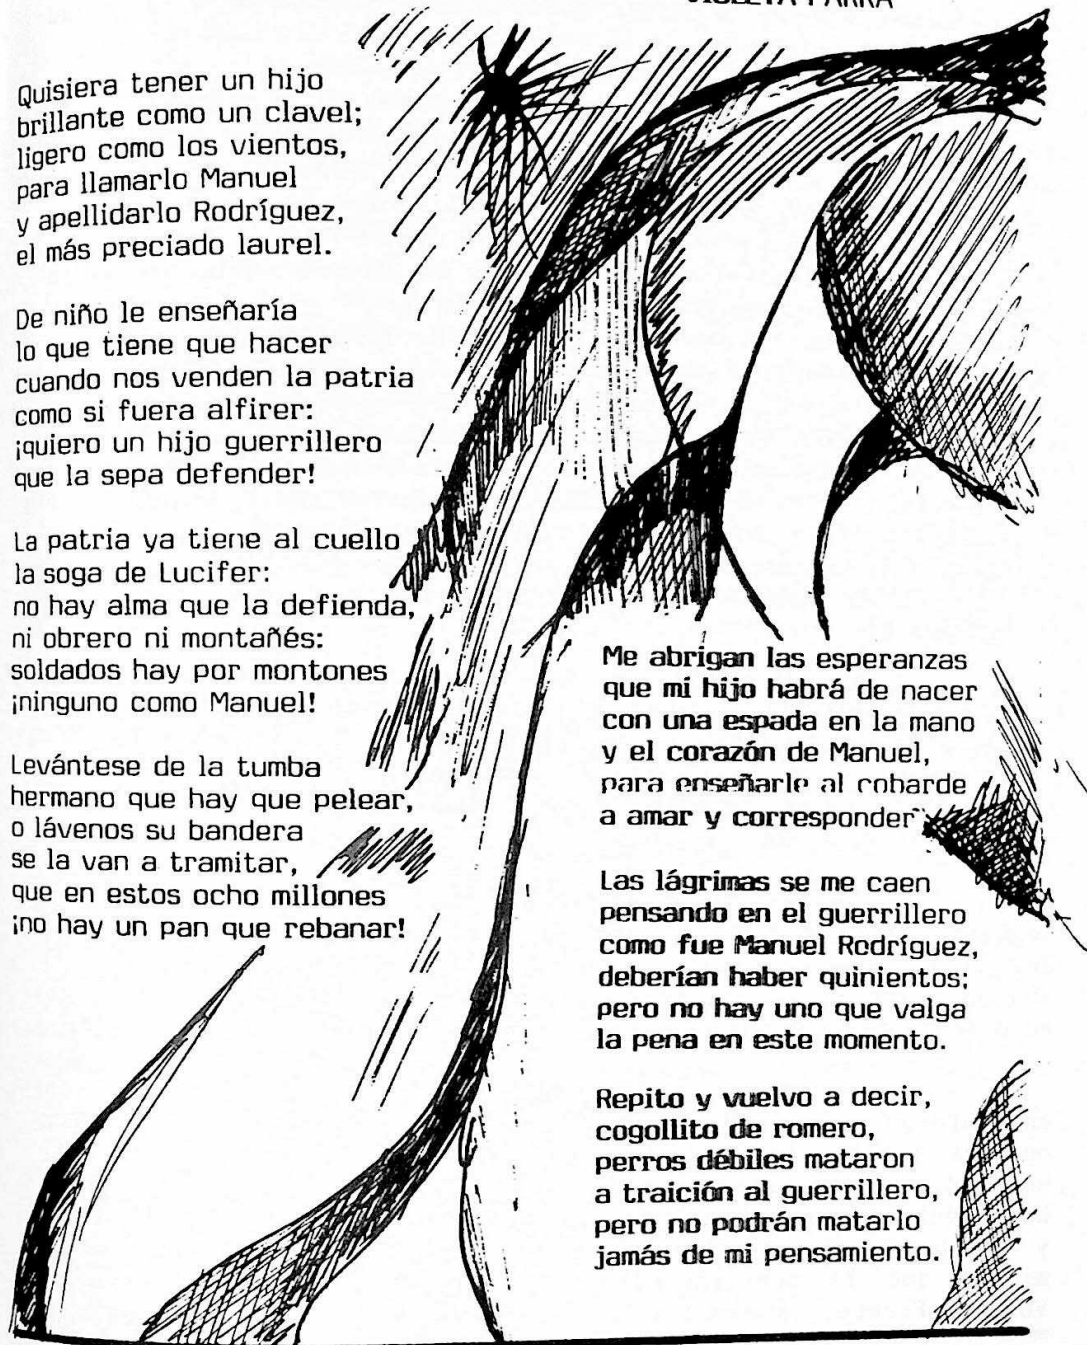 VIOLETA PARRA

Quisiera tener un hijo
brillante como un clavel;
ligero como los vientos,
para llamarlo Manuel
y apellidarlo Rodríguez,
el más preciado laurel.

De niño le enseñaría
lo que tiene que hacer
cuando nos venden la patria
como si fuera alfirer:
¡quiero un hijo guerrillero
que la sepa defender!

La patria ya tiene al cuello
la soga de Lucifer:
no hay alma que la defienda,
ni obrero ni montañés:
soldados hay por montones
¡ninguno como Manuel!

Levántese de la tumba
hermano que hay que pelear,
o lávenos su bandera
se la van a tramitar,
que en estos ocho millones
¡no hay un pan que rebanar!

Me abrigan las esperanzas
que mi hijo habrá de nacer
con una espada en la mano
y el corazón de Manuel,
para enseñarle al cobarde
a amar y corresponder

Las lágrimas se me caen
pensando en el guerrillero
como fue Manuel Rodríguez,
deberían haber quinientos;
pero no hay uno que valga
la pena en este momento.

Repito y vuelvo a decir,
cogollito de romero,
perros débiles mataron
a traición al guerrillero,
pero no podrán matarlo
jamás de mi pensamiento.